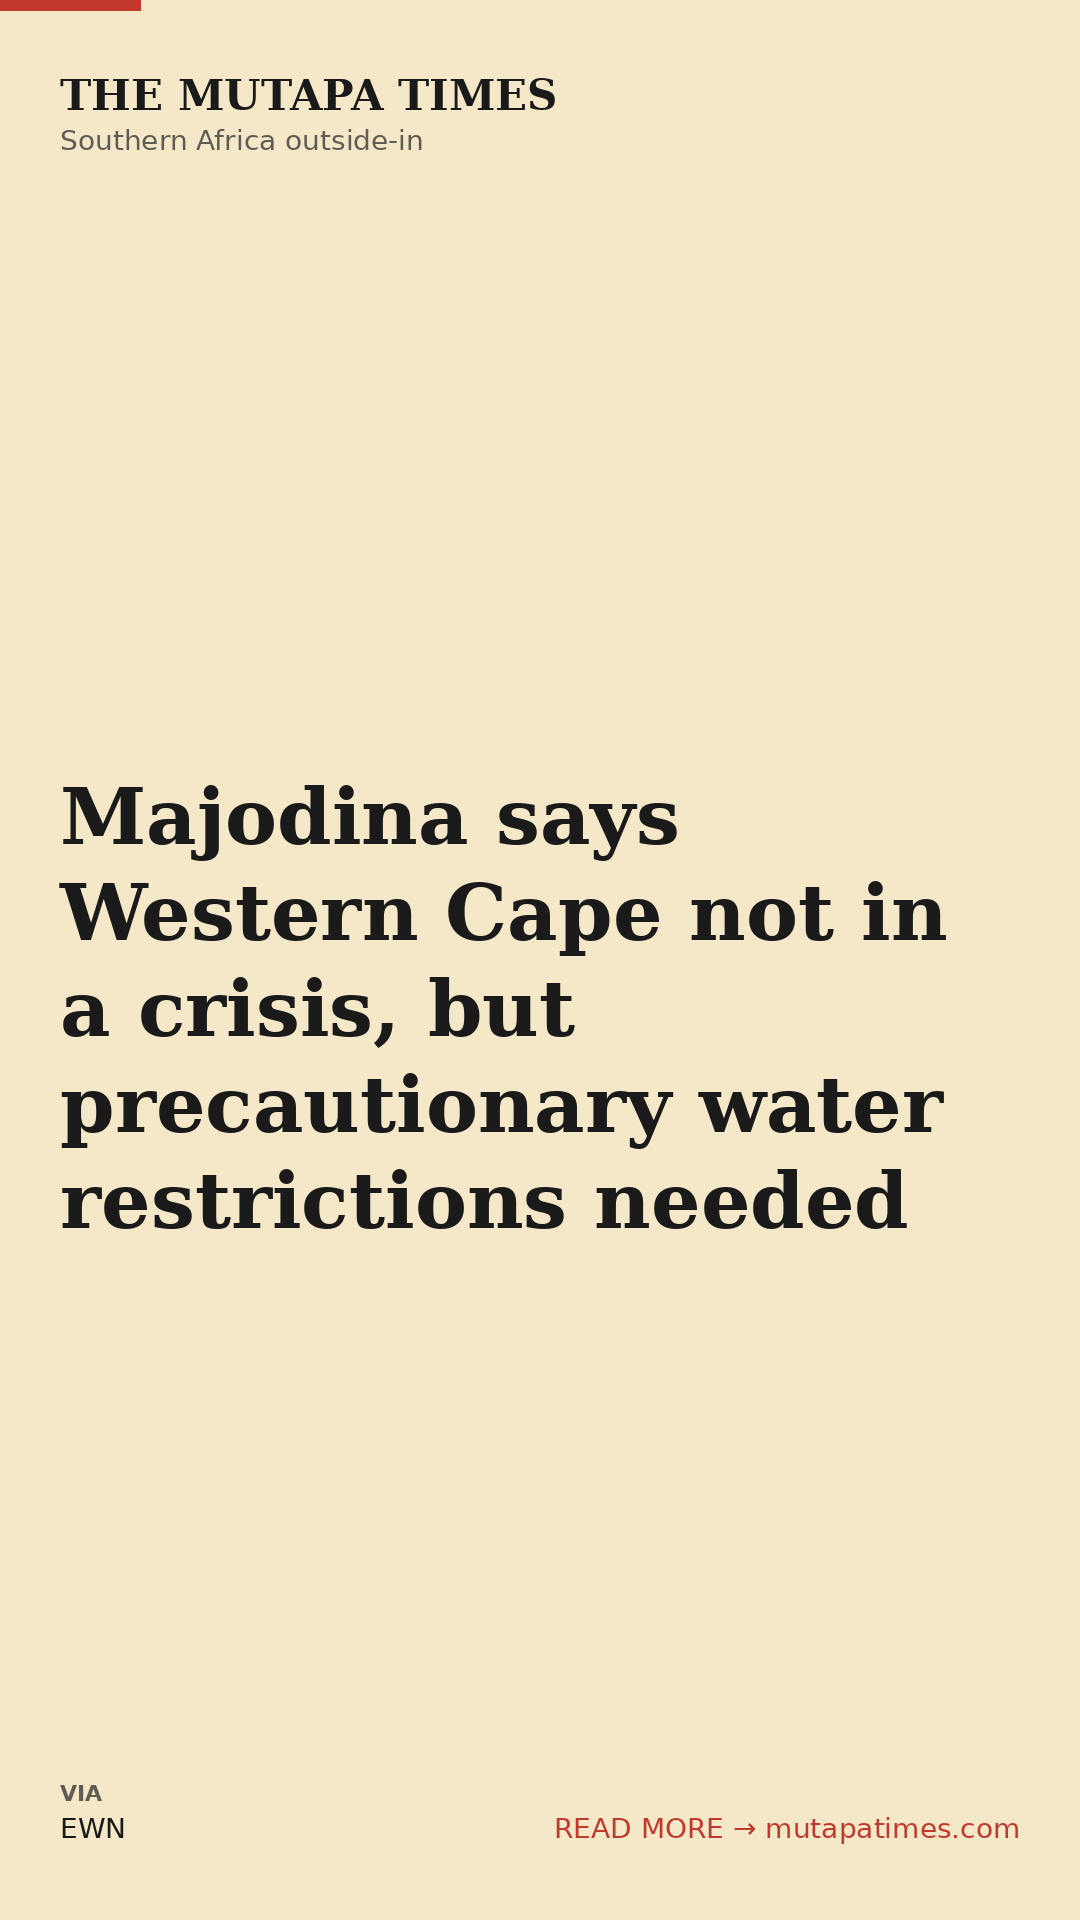 THE MUTAPA TIMES
Southern Africa outside-in
Majodina says
Western Cape not in
a crisis, but
precautionary water
restrictions needed
VIA
EWN
READ MORE → mutapatimes.com